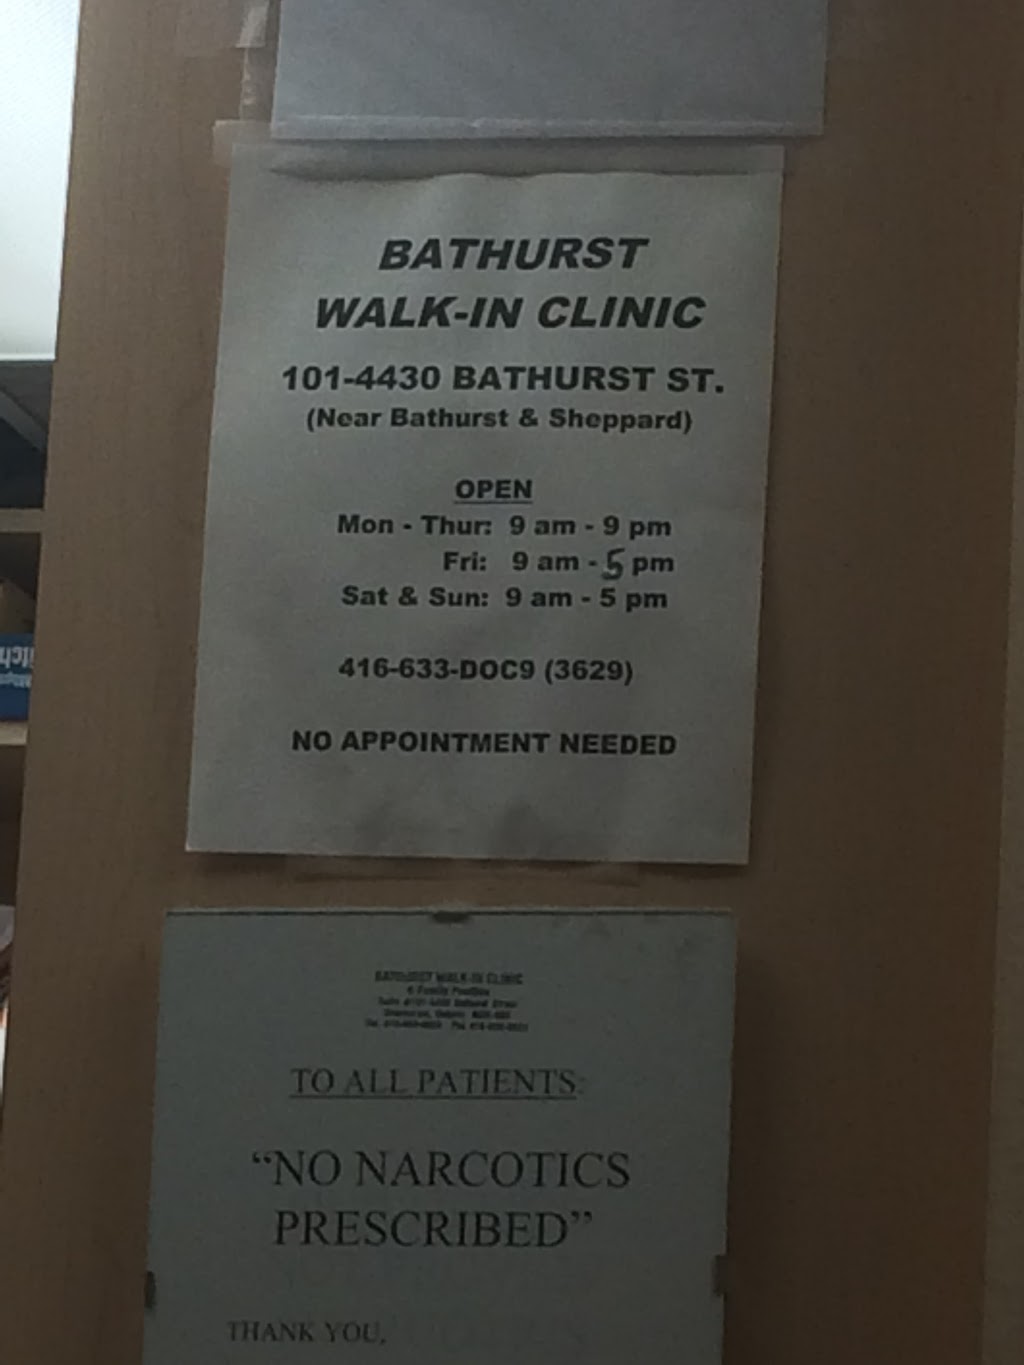 BATHURST
WALK-IN CLINIC
101-4430 BATHURST ST.
(Near Bathurst & Sheppard)
OPEN
Mon - Thur: 9 am - 9 pm
Fri: 9 am - 5 pm
Sat & Sun: 9 am - 5 pm
416-633-DOC9 (3629)
NO APPOINTMENT NEEDED
BATHURST WALK-IN CLINIC
TO ALL PATIENTS:
“NO NARCOTICS
PRESCRIBED”
THANK YOU,